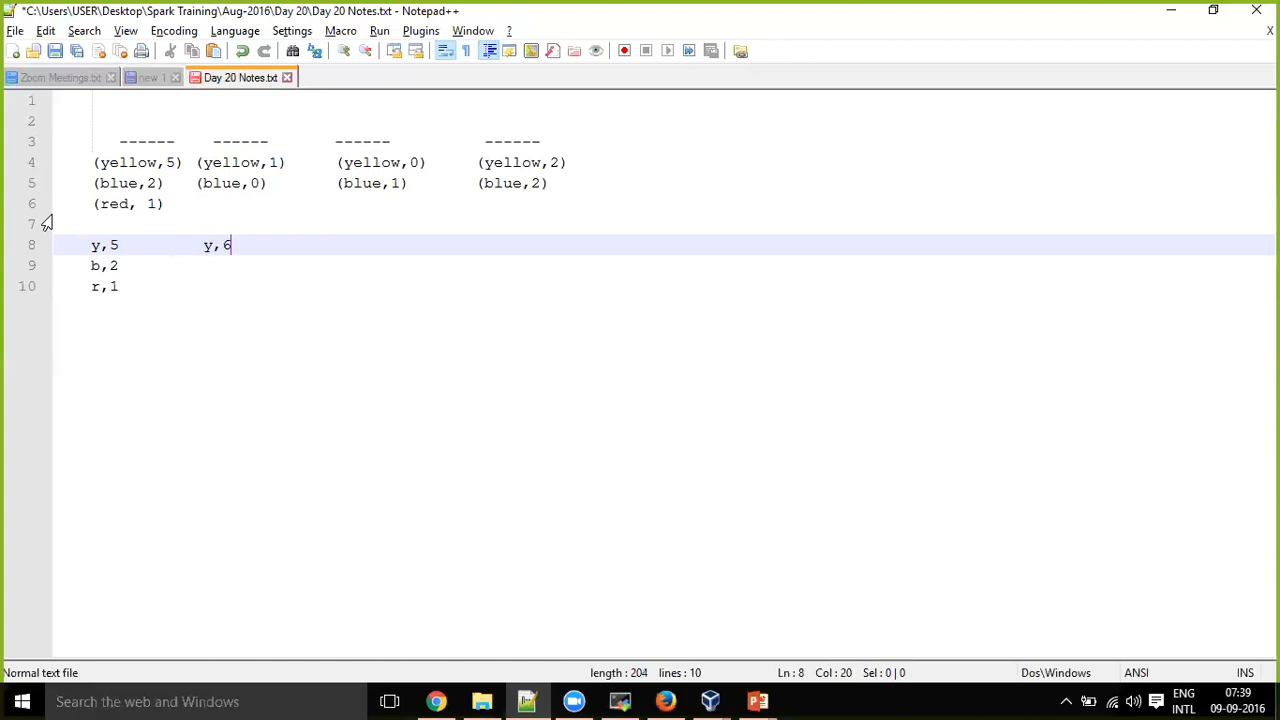 *C:\Users\USER\Desktop\Spark Training\Aug-2016\Day 20\Day 20 Notes.txt - Notepad++
File Edit Search View Encoding Language Settings Macro Run Plugins Window ? X
Zoom Meetings.txt new 1 Day 20 Notes.txt
1
2
3 ------ ------ ------ ------
4 (yellow,5) (yellow,1) (yellow,0) (yellow,2)
5 (blue,2) (blue,0) (blue,1) (blue,2)
6 (red, 1)
7
8 y,5 y,6
9 b,2
10 r,1
Normal text file length : 204 lines : 10 Ln : 8 Col : 20 Sel : 0 | 0 Dos\Windows ANSI INS
Search the web and Windows
ENG 07:39
INTL 09-09-2016